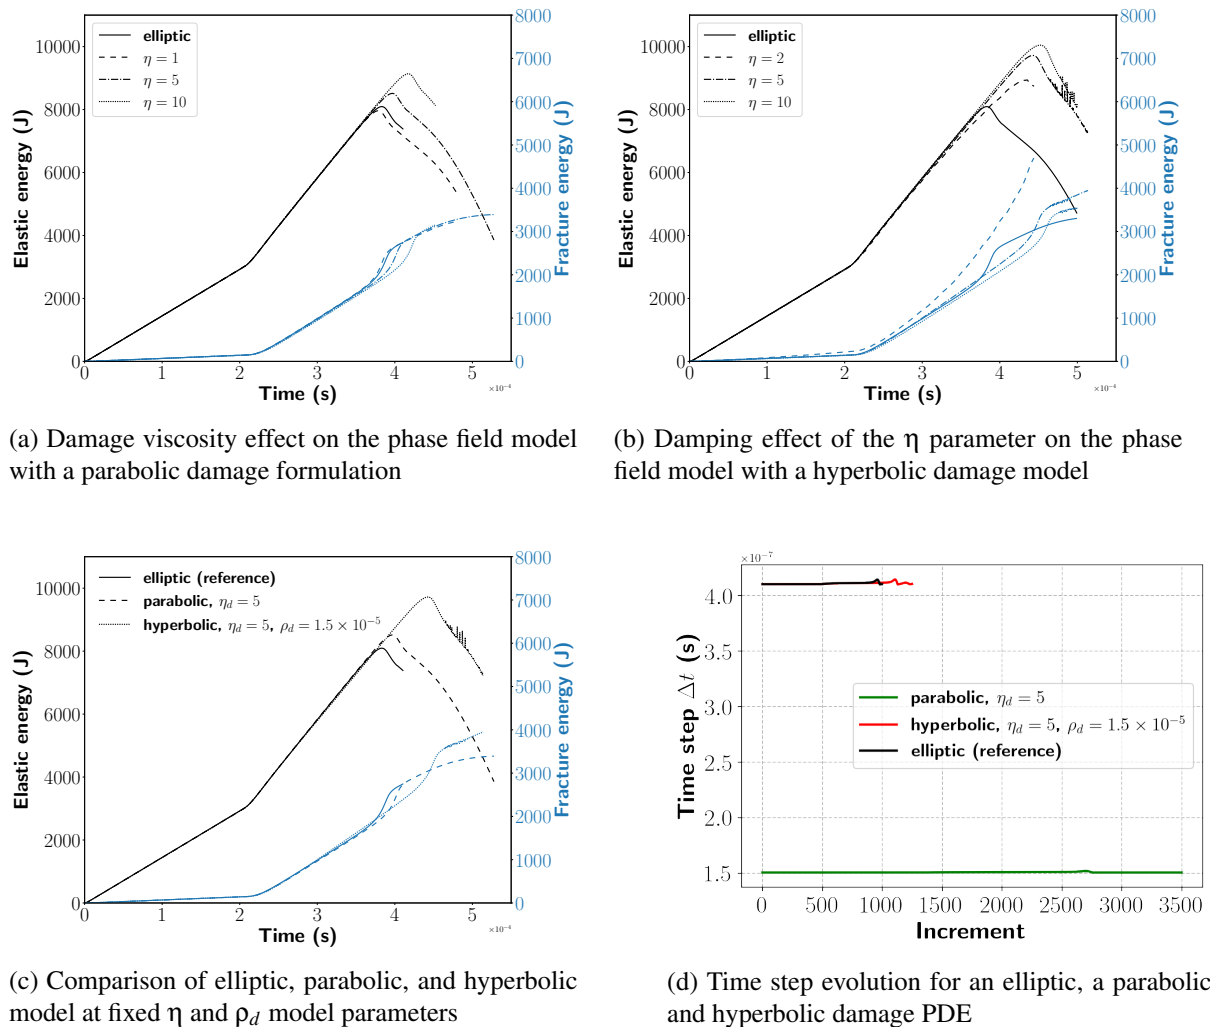 elliptic
η = 1
η = 5
η = 10
Elastic energy (J)
0
2000
4000
6000
8000
10000
Fracture energy (J)
0
1000
2000
3000
4000
5000
6000
7000
8000
0 1 2 3 4 5
×10⁻⁴
Time (s)
(a) Damage viscosity effect on the phase field model
with a parabolic damage formulation
elliptic
η = 2
η = 5
η = 10
Elastic energy (J)
0
2000
4000
6000
8000
10000
Fracture energy (J)
0
1000
2000
3000
4000
5000
6000
7000
8000
0 1 2 3 4 5
×10⁻⁴
Time (s)
(b) Damping effect of the η parameter on the phase
field model with a hyperbolic damage model
elliptic (reference)
parabolic, η_d = 5
hyperbolic, η_d = 5, ρ_d = 1.5 × 10⁻⁵
Elastic energy (J)
0
2000
4000
6000
8000
10000
Fracture energy (J)
0
1000
2000
3000
4000
5000
6000
7000
8000
0 1 2 3 4 5
×10⁻⁴
Time (s)
(c) Comparison of elliptic, parabolic, and hyperbolic
model at fixed η and ρ_d model parameters
×10⁻⁷
4.0
3.5
3.0
2.5
2.0
1.5
Time step Δt (s)
parabolic, η_d = 5
hyperbolic, η_d = 5, ρ_d = 1.5 × 10⁻⁵
elliptic (reference)
0 500 1000 1500 2000 2500 3000 3500
Increment
(d) Time step evolution for an elliptic, a parabolic
and hyperbolic damage PDE